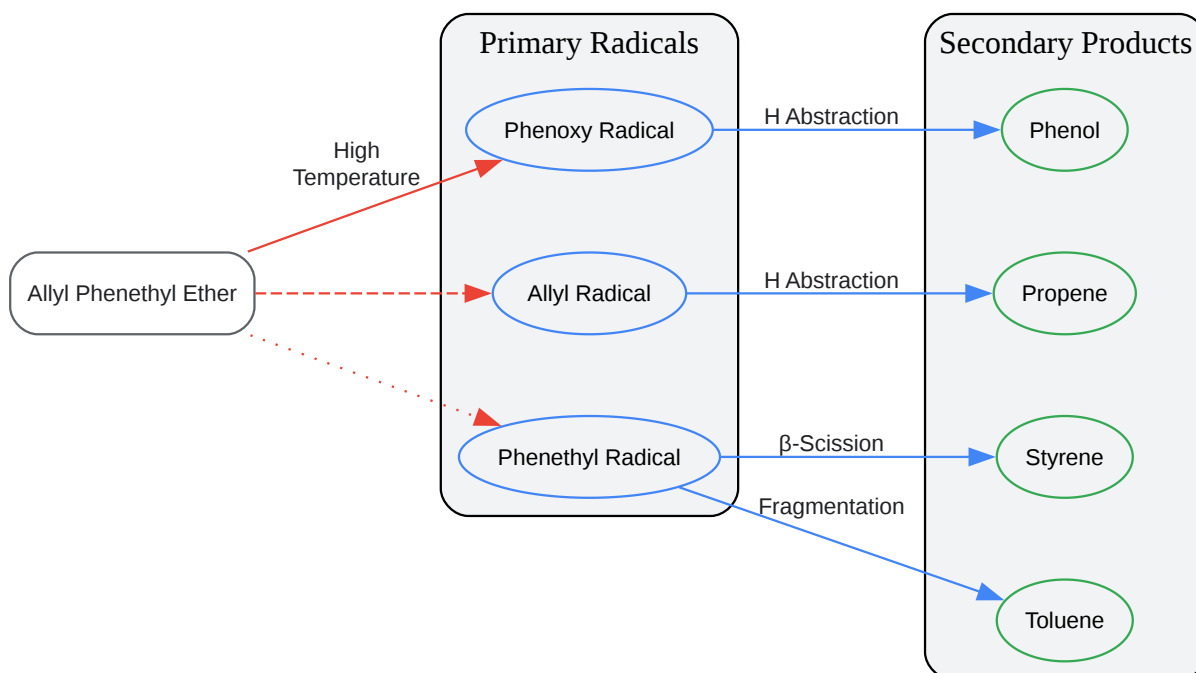 Primary Radicals
Secondary Products
High
Temperature
Phenoxy Radical
H Abstraction
Phenol
Allyl Phenethyl Ether
Allyl Radical
H Abstraction
Propene
Phenethyl Radical
β-Scission
Styrene
Fragmentation
Toluene